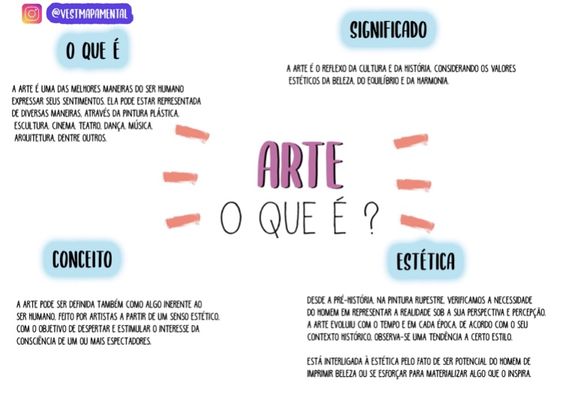 @VESTMAPAMENTAL
O QUE É
A ARTE É UMA DAS MELHORES MANEIRAS DO SER HUMANO
EXPRESSAR SEUS SENTIMENTOS. ELA PODE ESTAR REPRESENTADA
DE DIVERSAS MANEIRAS, ATRAVÉS DA PINTURA PLÁSTICA,
ESCULTURA, CINEMA, TEATRO, DANÇA, MÚSICA,
ARQUITETURA, DENTRE OUTROS.
SIGNIFICADO
A ARTE É O REFLEXO DA CULTURA E DA HISTÓRIA, CONSIDERANDO OS VALORES
ESTÉTICOS DA BELEZA, DO EQUILÍBRIO E DA HARMONIA.
ARTE
O QUE É ?
CONCEITO
A ARTE PODE SER DEFINIDA TAMBÉM COMO ALGO INERENTE AO
SER HUMANO, FEITO POR ARTISTAS A PARTIR DE UM SENSO ESTÉTICO,
COM O OBJETIVO DE DESPERTAR E ESTIMULAR O INTERESSE DA
CONSCIÊNCIA DE UM OU MAIS ESPECTADORES.
ESTÉTICA
DESDE A PRÉ-HISTÓRIA, NA PINTURA RUPESTRE, VERIFICAMOS A NECESSIDADE
DO HOMEM EM REPRESENTAR A REALIDADE SOB A SUA PERSPECTIVA E PERCEPÇÃO.
A ARTE EVOLUIU COM O TEMPO E EM CADA ÉPOCA, DE ACORDO COM O SEU
CONTEXTO HISTÓRICO, OBSERVA-SE UMA TENDÊNCIA A CERTO ESTILO.
ESTÁ INTERLIGADA À ESTÉTICA PELO FATO DE SER POTENCIAL DO HOMEM DE
IMPRIMIR BELEZA OU SE ESFORÇAR PARA MATERIALIZAR ALGO QUE O INSPIRA.